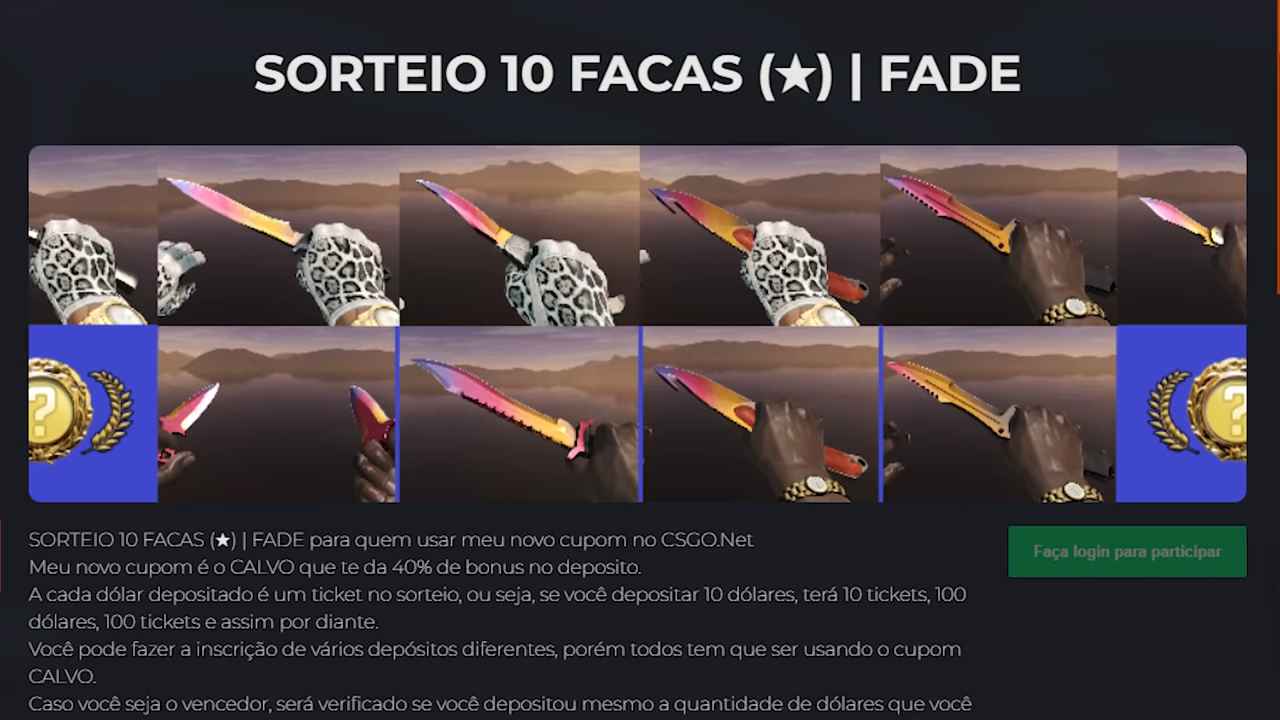 SORTEIO 10 FACAS (★) | FADE
?
?
SORTEIO 10 FACAS (★) | FADE para quem usar meu novo cupom no CSGO.Net
Faça login para participar
Meu novo cupom é o CALVO que te da 40% de bonus no deposito.
A cada dólar depositado é um ticket no sorteio, ou seja, se você depositar 10 dólares, terá 10 tickets, 100
dólares, 100 tickets e assim por diante.
Você pode fazer a inscrição de vários depósitos diferentes, porém todos tem que ser usando o cupom
CALVO.
Caso você seja o vencedor, será verificado se você depositou mesmo a quantidade de dólares que você